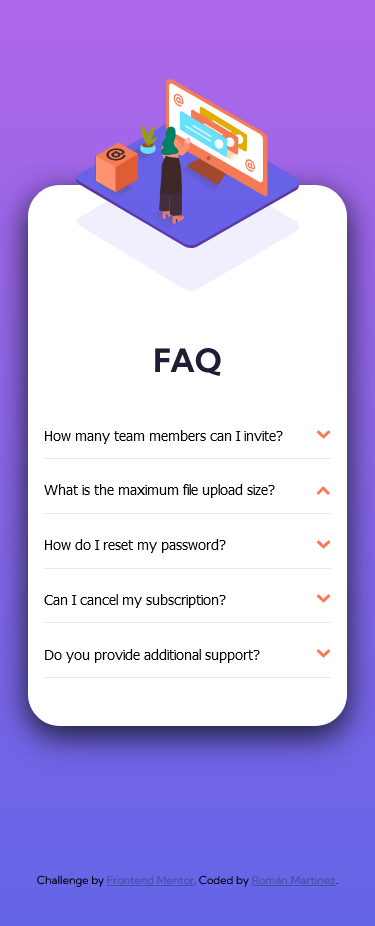 FAQ
How many team members can I invite?
What is the maximum file upload size?
How do I reset my password?
Can I cancel my subscription?
Do you provide additional support?
Challenge by Frontend Mentor. Coded by Román Martinez.